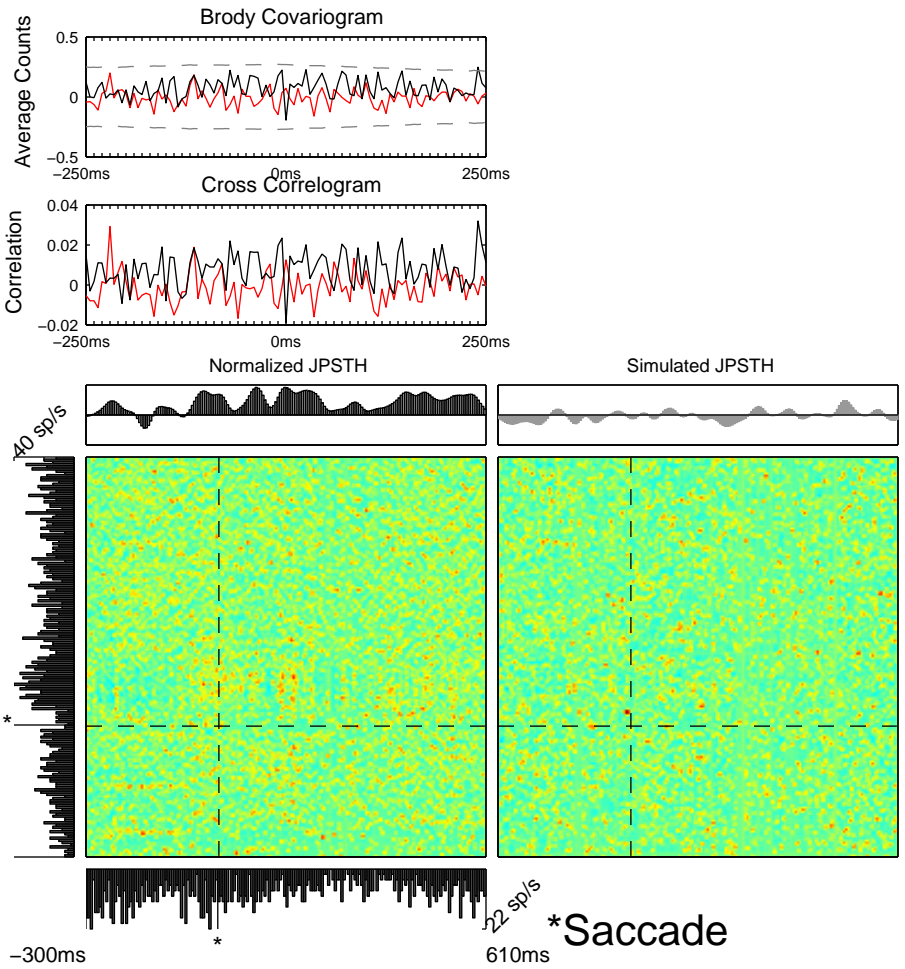 Brody Covariogram
0.5
0
−0.5
Average Counts
−250ms
0ms
250ms
Cross Correlogram
0.04
0.02
0
−0.02
Correlation
−250ms
0ms
250ms
Normalized JPSTH
Simulated JPSTH
40 sp/s
*
22 sp/s
*
*Saccade
−300ms
610ms